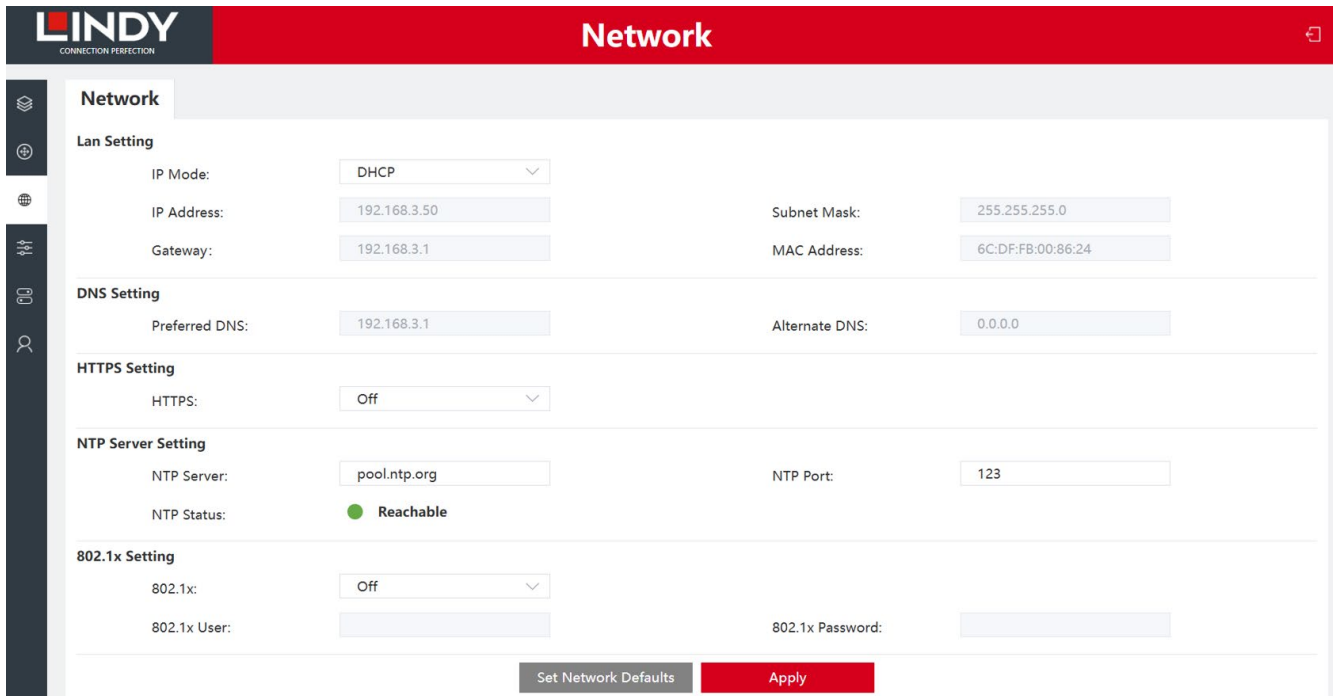 LINDY
CONNECTION PERFECTION
Network
Network
Lan Setting
IP Mode: DHCP
IP Address: 192.168.3.50 Subnet Mask: 255.255.255.0
Gateway: 192.168.3.1 MAC Address: 6C:DF:FB:00:86:24
DNS Setting
Preferred DNS: 192.168.3.1 Alternate DNS: 0.0.0.0
HTTPS Setting
HTTPS: Off
NTP Server Setting
NTP Server: pool.ntp.org NTP Port: 123
NTP Status: Reachable
802.1x Setting
802.1x: Off
802.1x User: 802.1x Password:
Set Network Defaults Apply